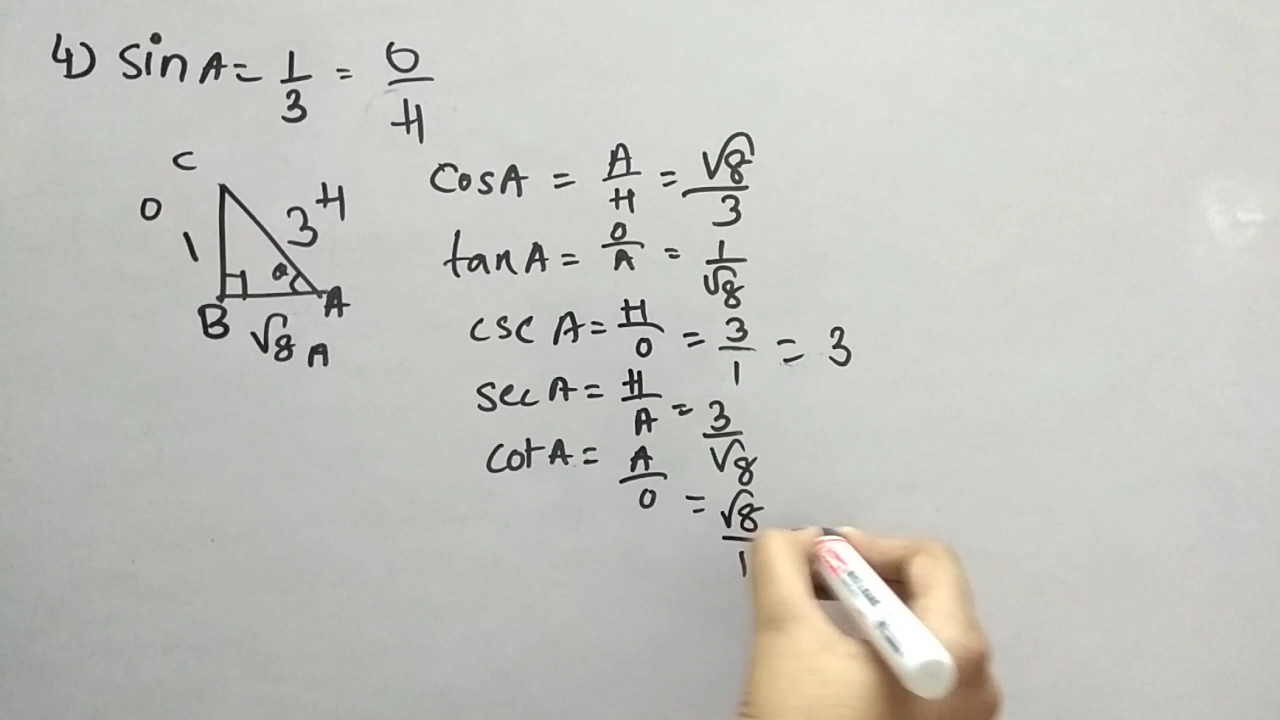 4) sin A = 1/3 = O/H
C
O
1
3 H
B
A
√8 A
cos A = A/H = √8/3
tan A = O/A = 1/√8
csc A = H/O = 3/1 = 3
sec A = H/A = 3/√8
cot A = A/O = √8/1